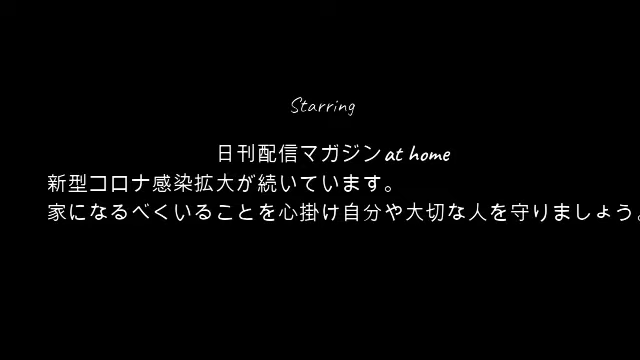 Starring
日刊配信マガジンat home
新型コロナ感染拡大が続いています。
家になるべくいることを心掛け自分や大切な人を守りましょう。